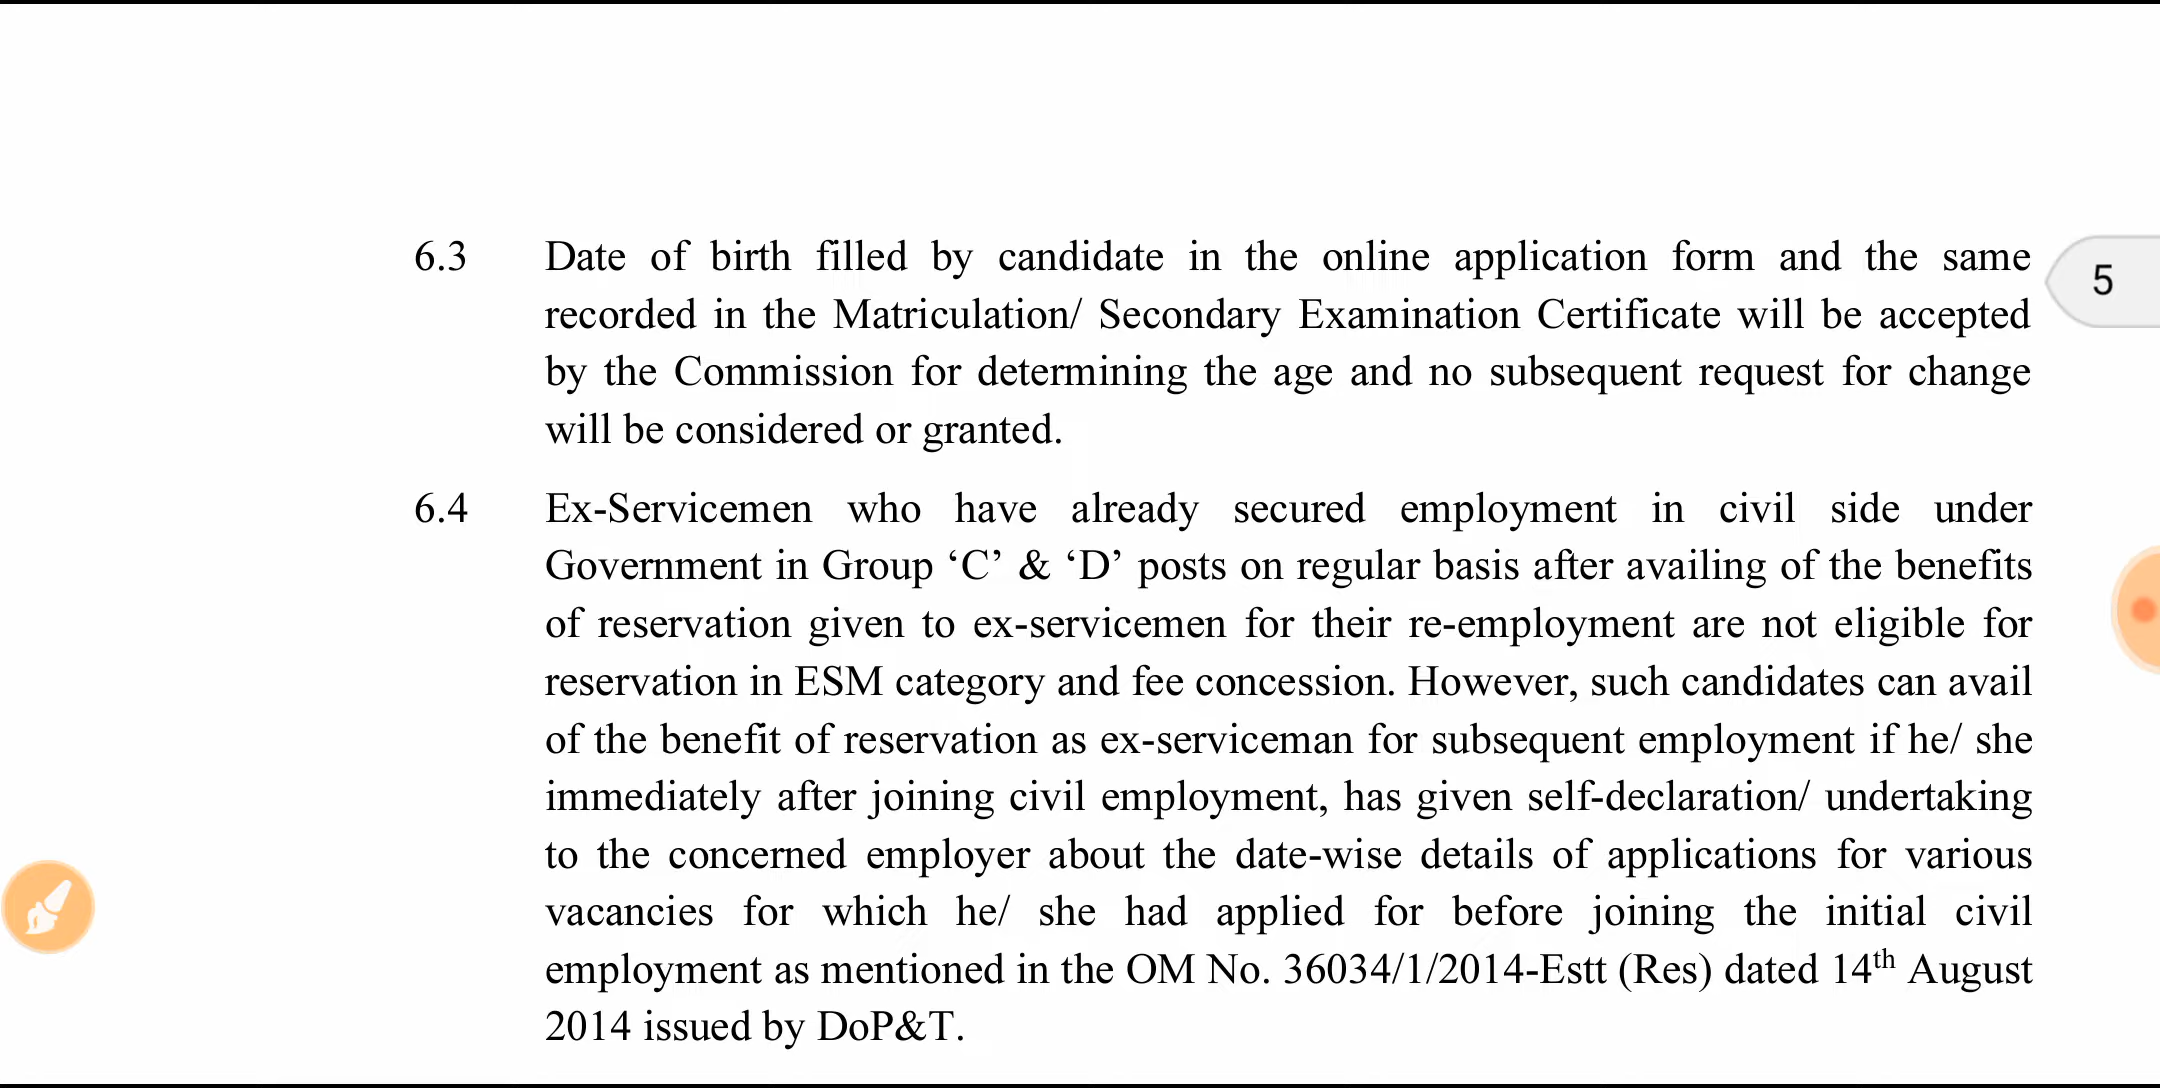 6.3 Date of birth filled by candidate in the online application form and the same
recorded in the Matriculation/ Secondary Examination Certificate will be accepted
by the Commission for determining the age and no subsequent request for change
will be considered or granted.
5
6.4 Ex-Servicemen who have already secured employment in civil side under
Government in Group ‘C’ & ‘D’ posts on regular basis after availing of the benefits
of reservation given to ex-servicemen for their re-employment are not eligible for
reservation in ESM category and fee concession. However, such candidates can avail
of the benefit of reservation as ex-serviceman for subsequent employment if he/ she
immediately after joining civil employment, has given self-declaration/ undertaking
to the concerned employer about the date-wise details of applications for various
vacancies for which he/ she had applied for before joining the initial civil
employment as mentioned in the OM No. 36034/1/2014-Estt (Res) dated 14th August
2014 issued by DoP&T.